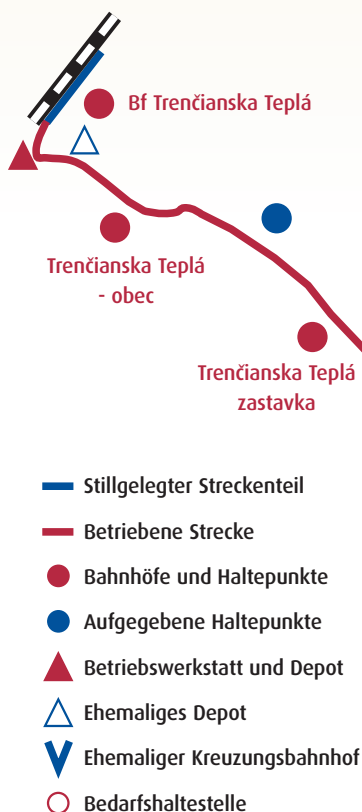 Bf Trenčianska Teplá
Trenčianska Teplá
- obec
Trenčianska Teplá
zastavka
Stillgelegter Streckenteil
Betriebene Strecke
Bahnhöfe und Haltepunkte
Aufgegebene Haltepunkte
Betriebswerkstatt und Depot
Ehemaliges Depot
Ehemaliger Kreuzungsbahnhof
Bedarfshaltestelle